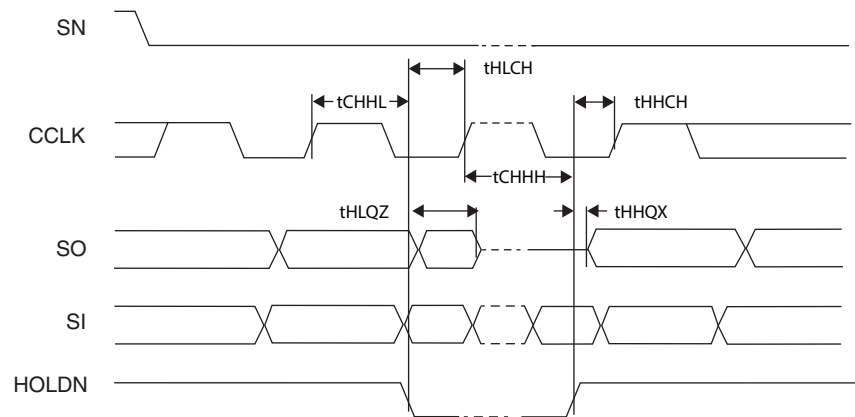 SN
tHLCH
tCHHL
tHHCH
CCLK
tCHHH
tHLQZ
tHHQX
SO
SI
HOLDN